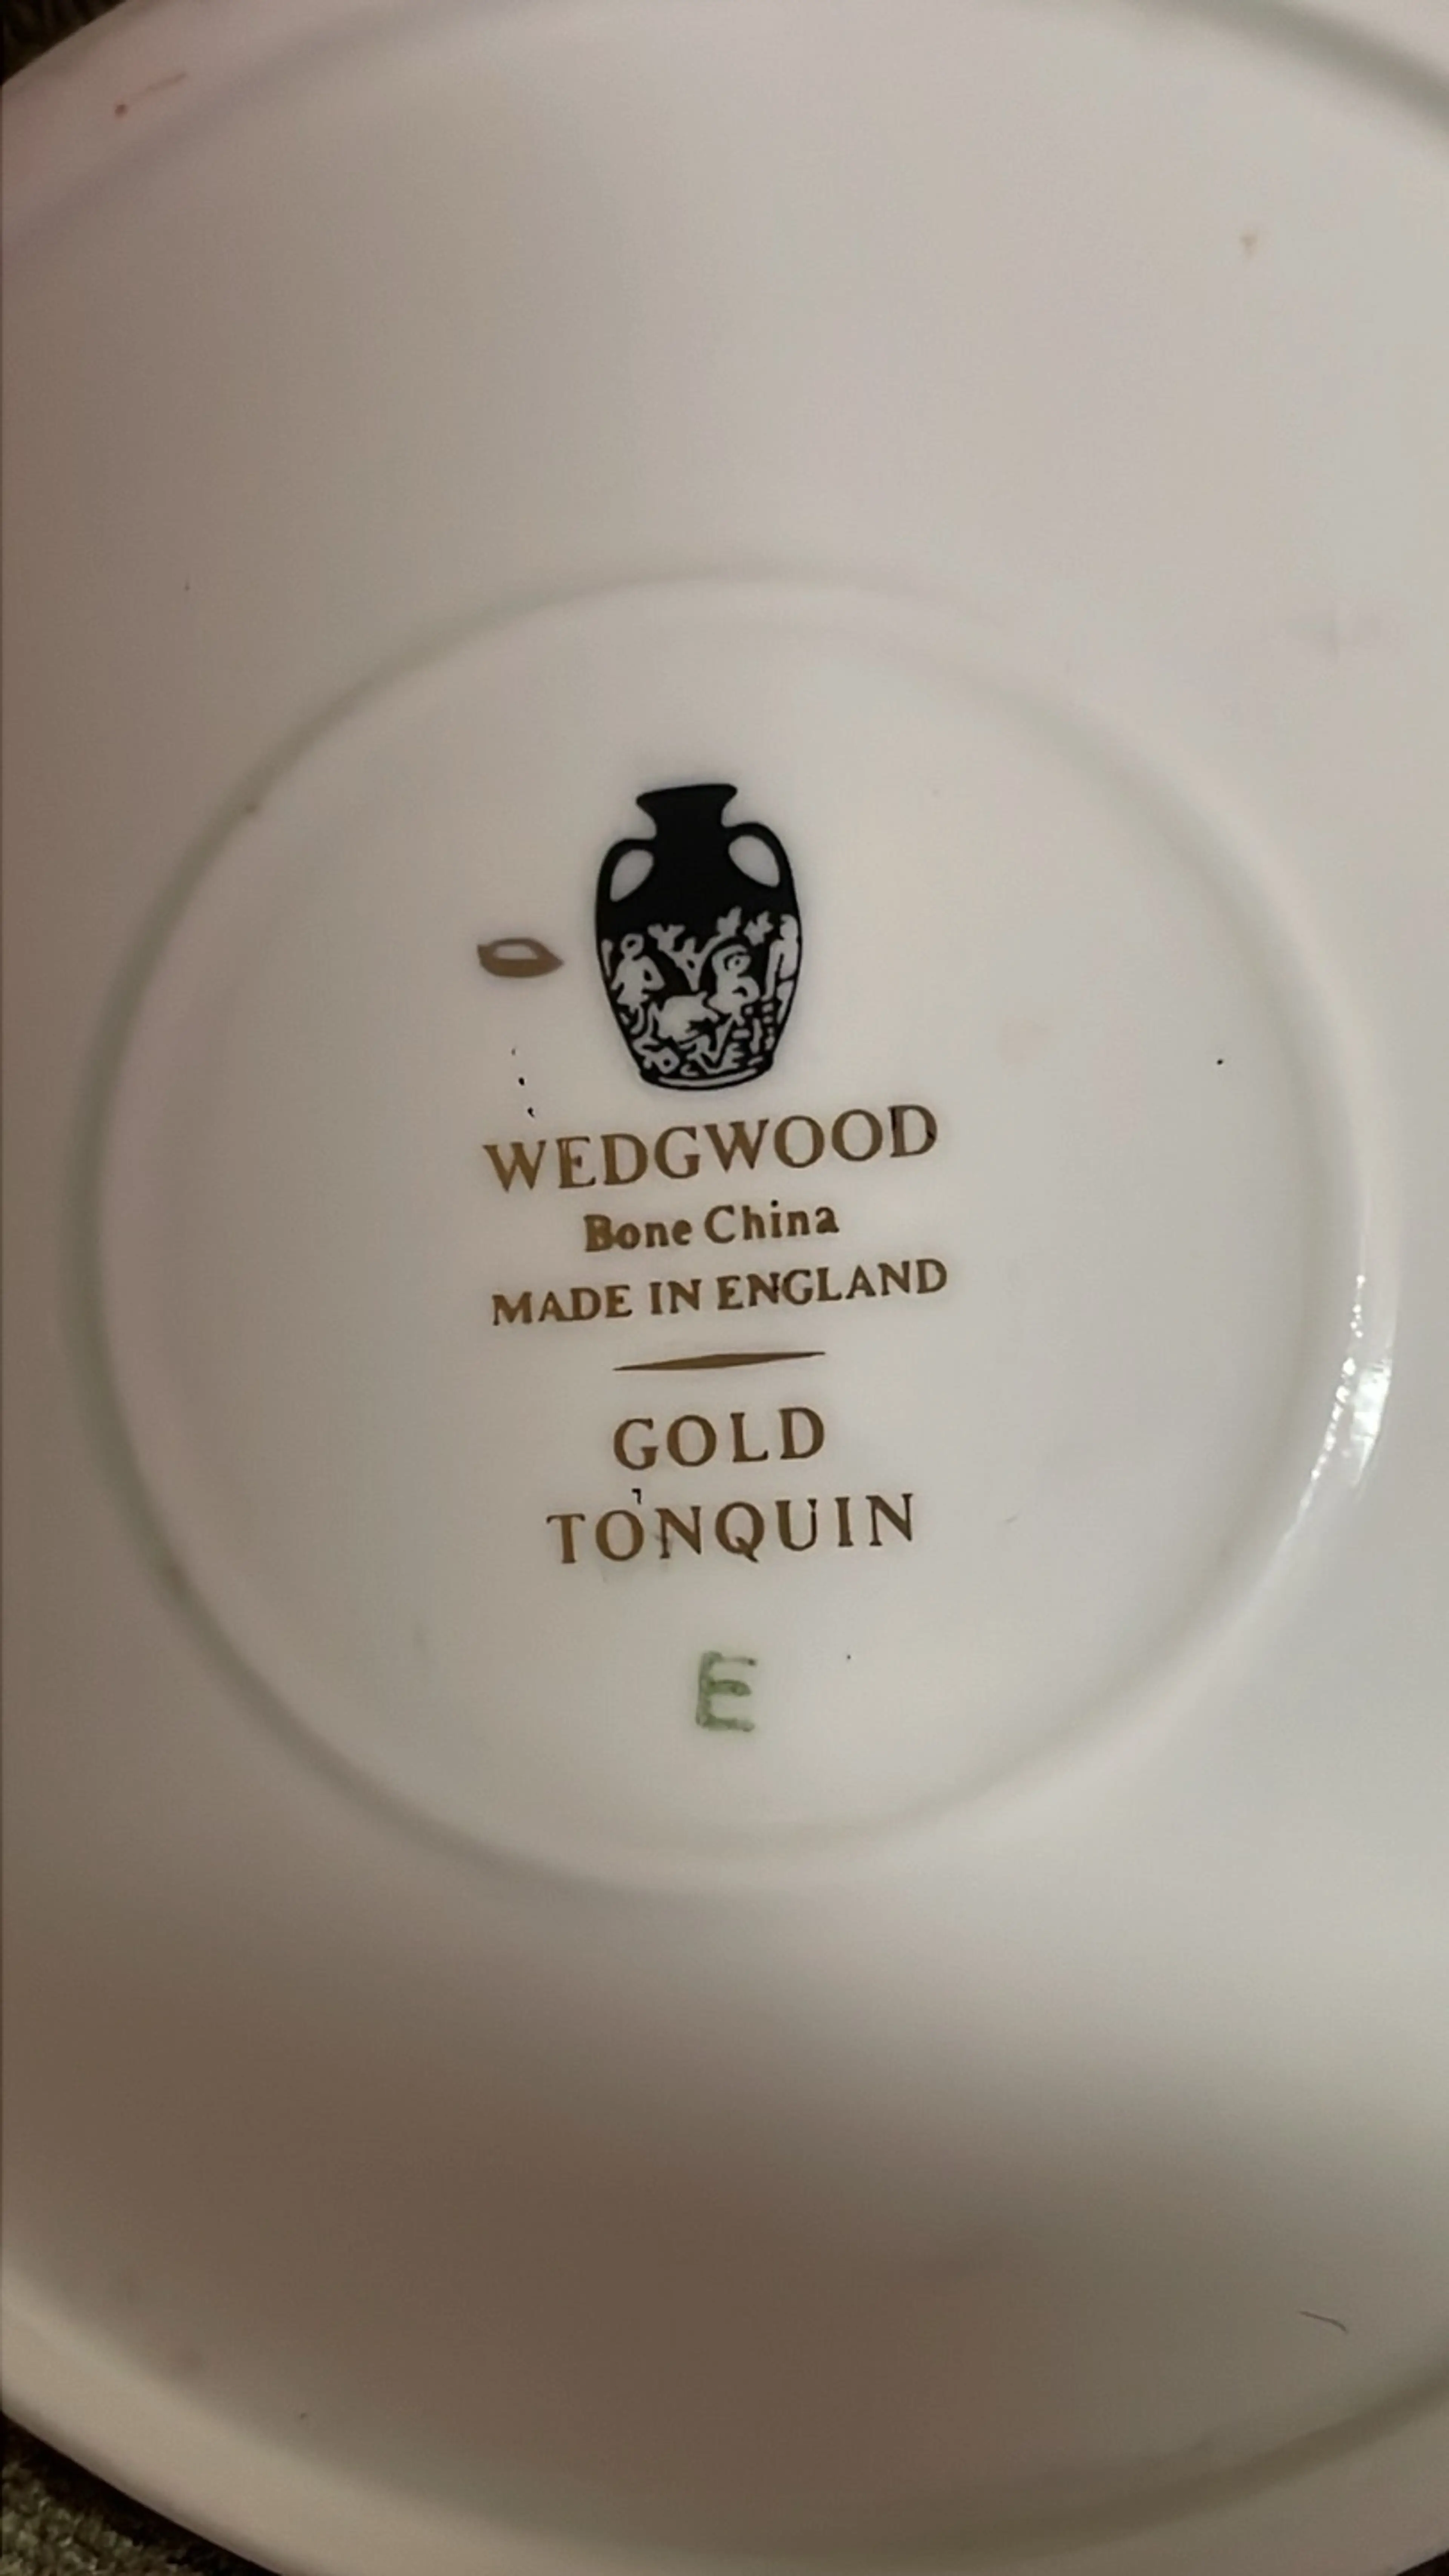 WEDGWOOD
Bone China
MADE IN ENGLAND
GOLD
TONQUIN
E